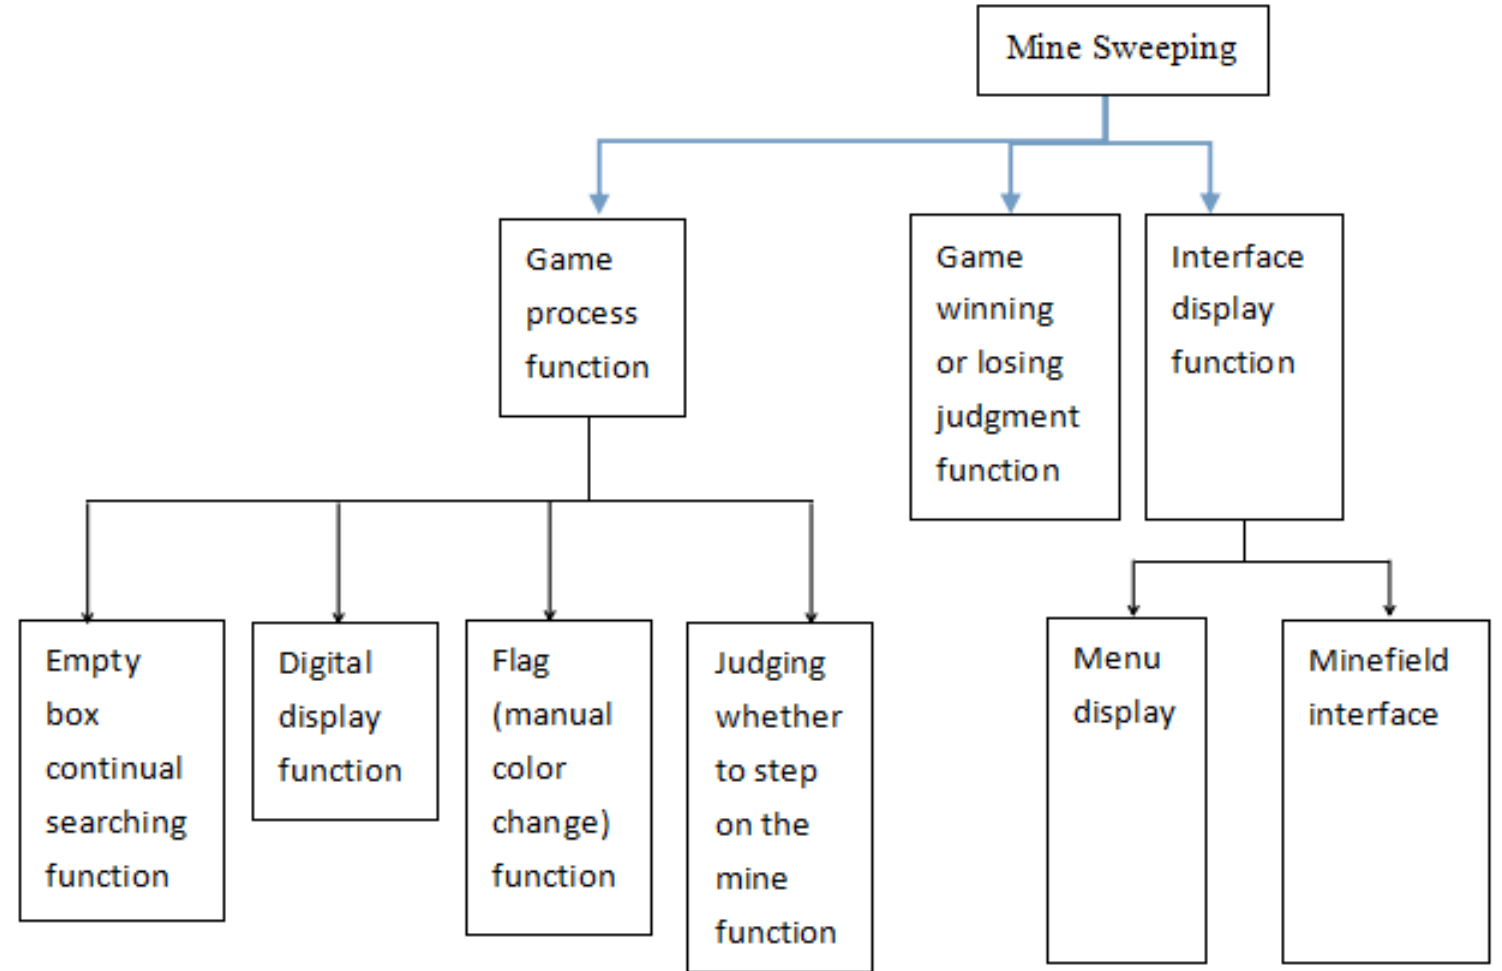 Mine Sweeping
Game
process
function
Game
winning
or losing
judgment
function
Interface
display
function
Empty
box
continual
searching
function
Digital
display
function
Flag
(manual
color
change)
function
Judging
whether
to step
on the
mine
function
Menu
display
Minefield
interface